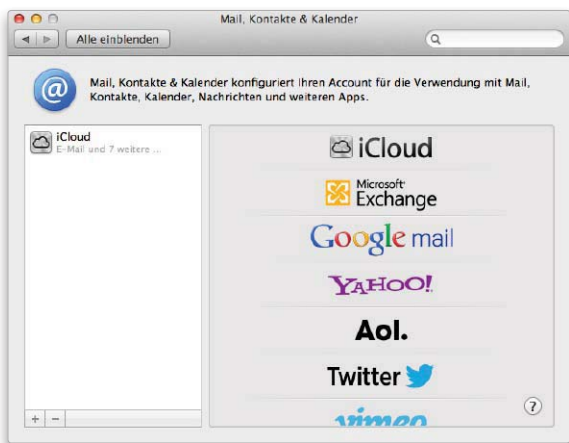 Mail, Kontakte & Kalender
Alle einblenden
Mail, Kontakte & Kalender konfiguriert Ihren Account für die Verwendung mit Mail,
Kontakte, Kalender, Nachrichten und weiteren Apps.
iCloud
E-Mail und 7 weitere ...
iCloud
Microsoft
Exchange
Google mail
YAHOO!
Aol.
Twitter
vimeo
+ −
?